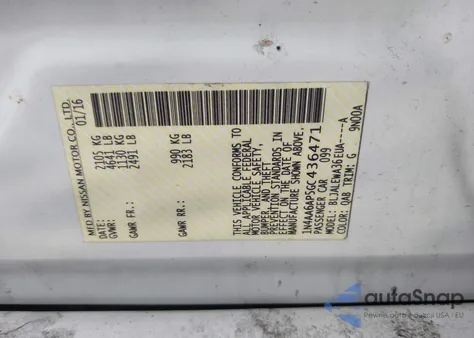 MFD BY NISSAN MOTOR CO., LTD.
DATE: 01/16
GVWR: 2105 KG
4641 LB
GAWR FR: 1130 KG
2491 LB
GAWR RR: 990 KG
2183 LB
THIS VEHICLE CONFORMS TO
ALL APPLICABLE FEDERAL
MOTOR VEHICLE SAFETY,
BUMPER, AND THEFT
PREVENTION STANDARDS IN
EFFECT ON THE DATE OF
MANUFACTURE SHOWN ABOVE.
1N4AA6AP5GC436471
PASSENGER CAR 099
MODEL: BLJALWWA36EUA----A
COLOR: QAB TRIM: G 9N00A
autoSnap